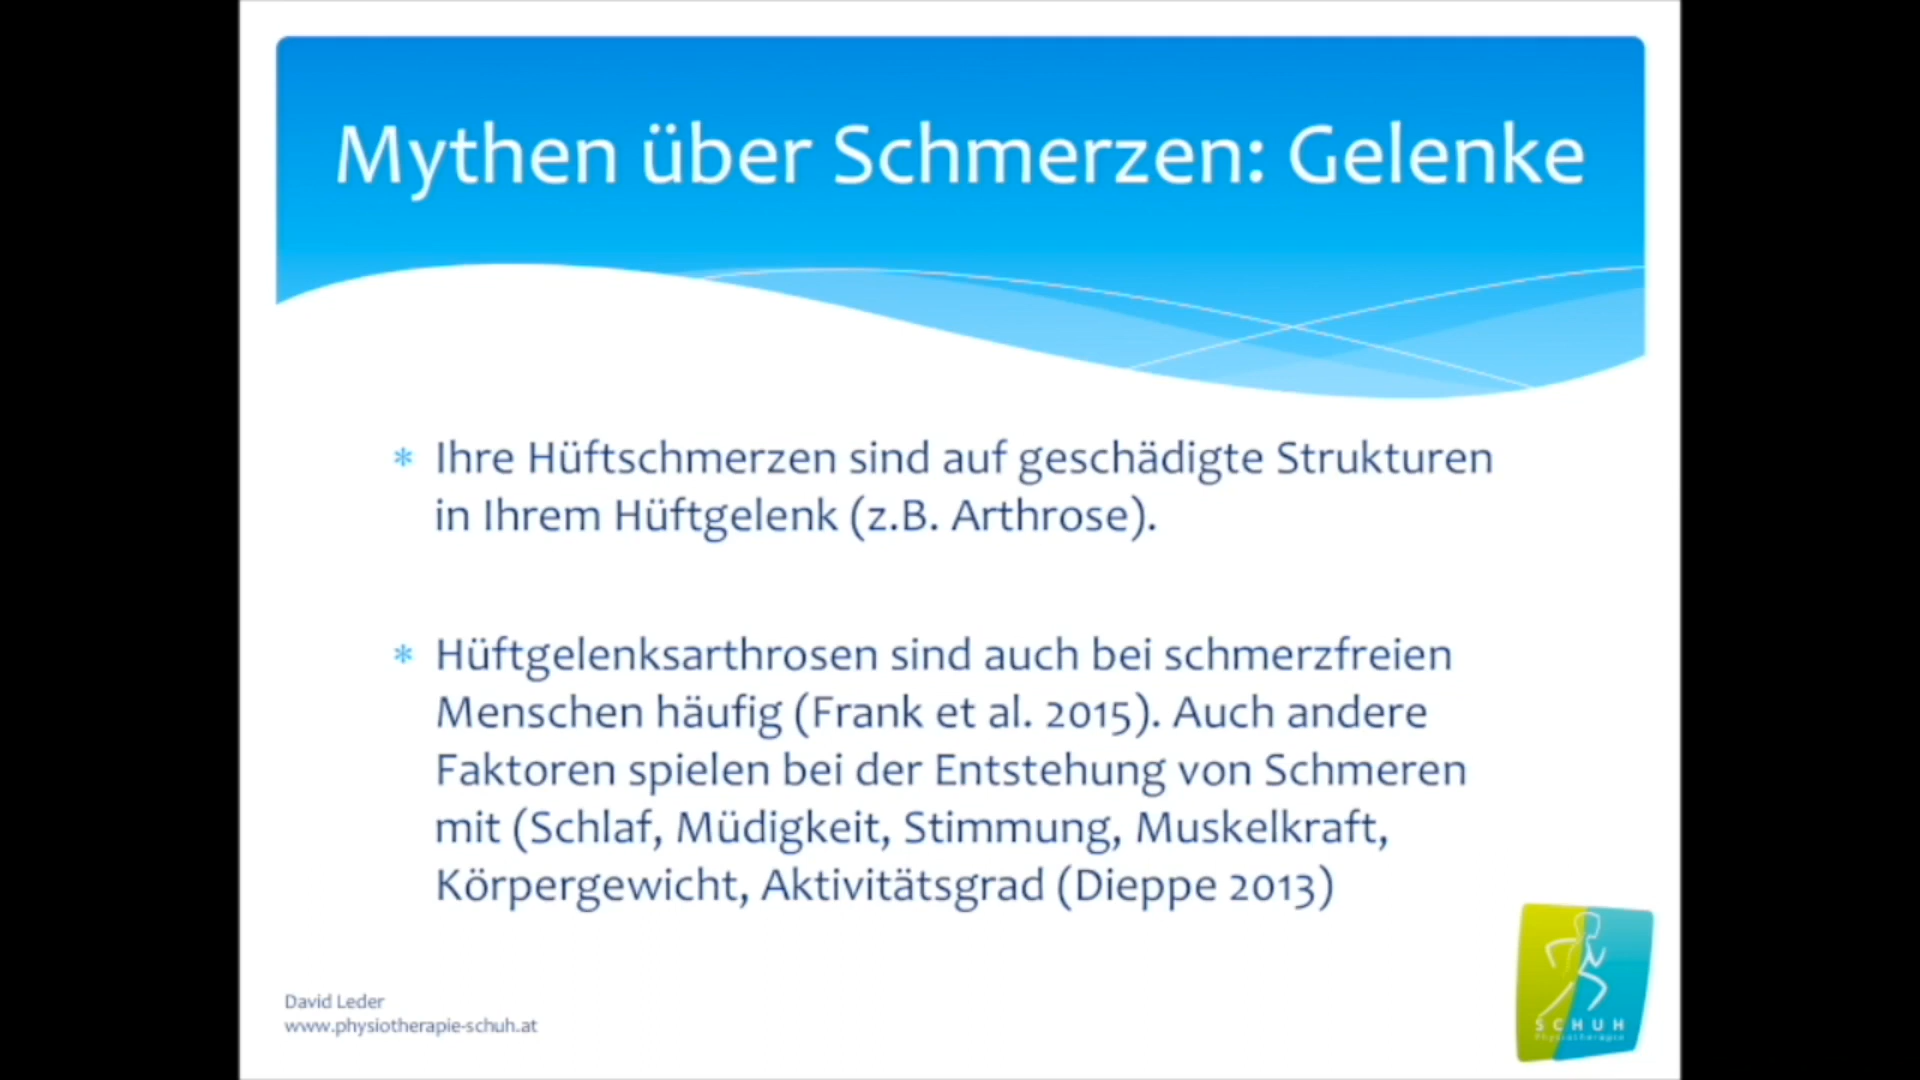 Mythen über Schmerzen: Gelenke
* Ihre Hüftschmerzen sind auf geschädigte Strukturen
in Ihrem Hüftgelenk (z.B. Arthrose).
* Hüftgelenksarthrosen sind auch bei schmerzfreien
Menschen häufig (Frank et al. 2015). Auch andere
Faktoren spielen bei der Entstehung von Schmeren
mit (Schlaf, Müdigkeit, Stimmung, Muskelkraft,
Körpergewicht, Aktivitätsgrad (Dieppe 2013)
David Leder
www.physiotherapie-schuh.at
SCHUH
Physiotherapie